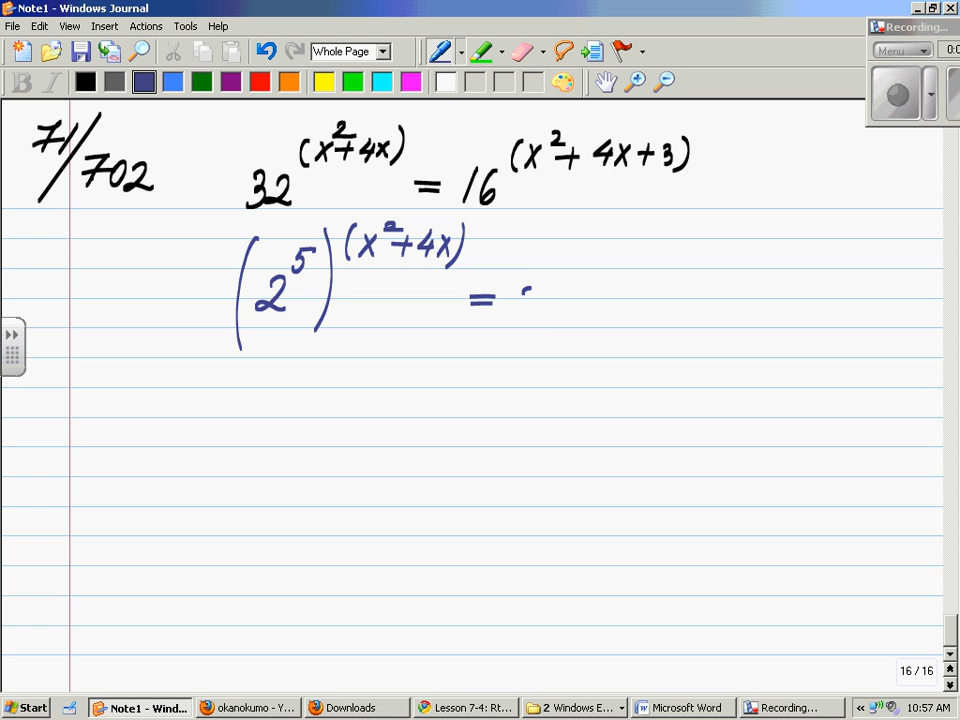 Note1 - Windows Journal
File Edit View Insert Actions Tools Help
Recording...
Whole Page
Menu
B I
71/702
32^(x²+4x) = 16^(x²+4x+3)
(2^5)^(x²+4x) =
16 / 16
Start
Note1 - Wind...
okanokumo - Y...
Downloads
Lesson 7-4: Rt...
2 Windows E...
Microsoft Word
Recording...
10:57 AM